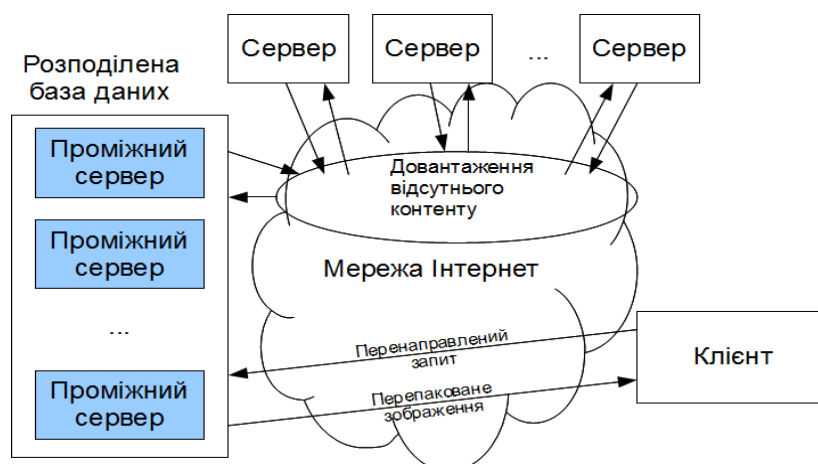 Сервер
Сервер
...
Сервер
Розподілена
база даних
Проміжний
сервер
Проміжний
сервер
...
Проміжний
сервер
Довантаження
відсутнього
контенту
Мережа Інтернет
Перенаправлений
запит
Перепаковане
зображення
Клієнт